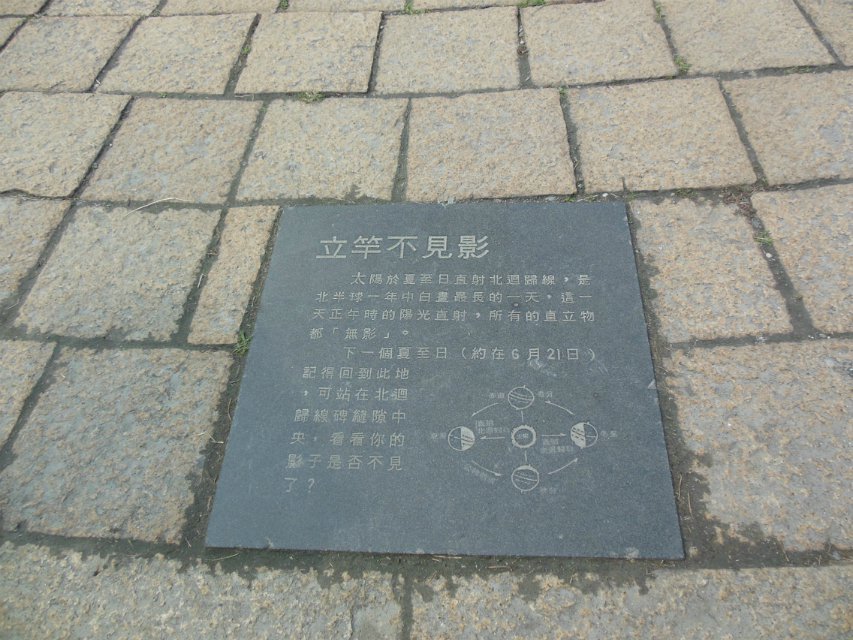 立竿不見影
太陽於夏至日直射北迴歸線，是
北半球一年中白晝最長的一天，這一
天正午時的陽光直射，所有的直立物
都「無影」。
下一個夏至日（約在6月21日）
記得回到此地
，可站在北迴
歸線碑縫隙中
央，看看你的
影子是否不見
了？